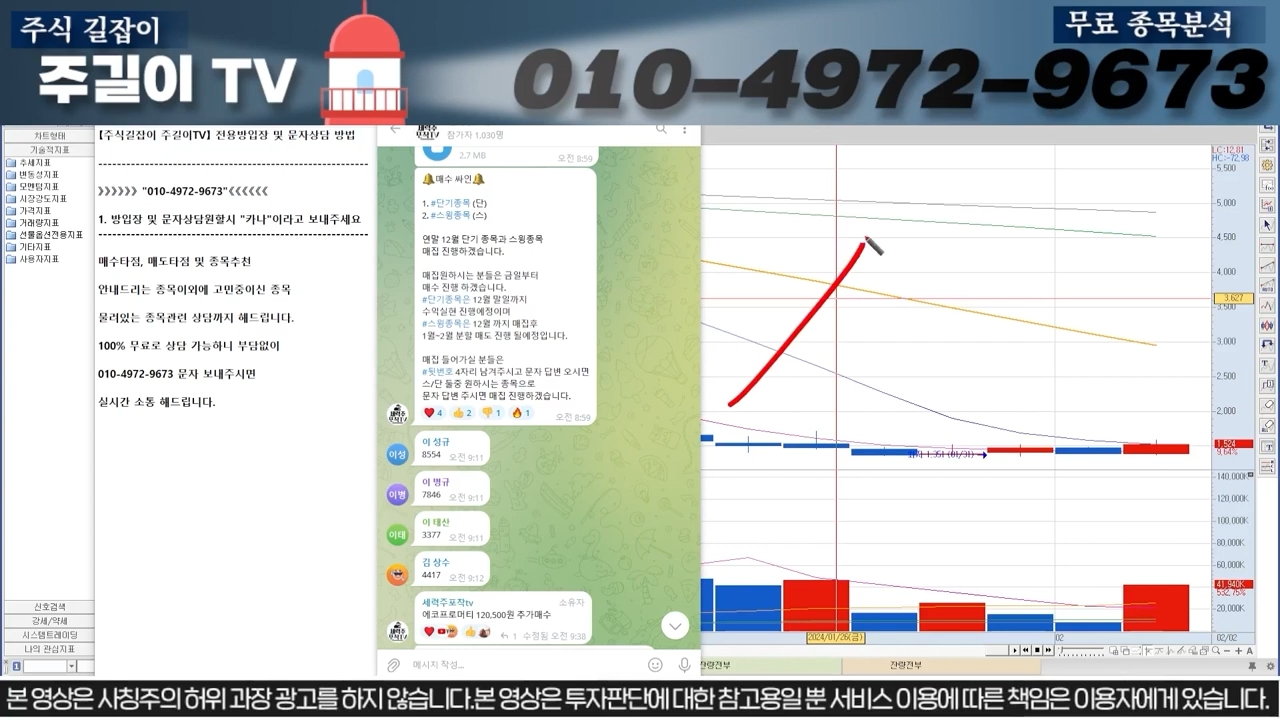 주식 길잡이
주길이 TV
무료 종목분석
010-4972-9673
차트형태
기술적지표
추세지표
변동성지표
모멘텀지표
시장강도지표
가격지표
거래량지표
선물옵션전용지표
기타지표
사용자지표
신호검색
강세/약세
시스템트레이딩
나의 관심지표
【주식길잡이 주길이TV】 전용방입장 및 문자상담 방법
》》》》》》 "010-4972-9673"《《《《《《
1. 방입장 및 문자상담원할시 "카나"이라고 보내주세요
매수타점, 매도타점 및 종목추천
안내드리는 종목이외에 고민중이신 종목
물려있는 종목관련 상담까지 해드립니다.
100% 무료로 상담 가능하니 부담없이
010-4972-9673 문자 보내주시면
실시간 소통 해드립니다.
참가자 1,030명
2.7 MB
오전 8:59
🔔매수 싸인🔔
1. #단기종목 (단)
2. #스윙종목 (스)
연말 12월 단기 종목과 스윙종목
매집 진행하겠습니다.
매집원하시는 분들은 금일부터
매수 진행 하겠습니다.
#단기종목은 12월 말일까지
수익실현 진행예정이며
#스윙종목은 12월 까지 매집후
1월~2월 분할 매도 진행 될예정입니다.
매집 들어가실 분들은
#뒷번호 4자리 남겨주시고 문자 답변 오시면
스/단 둘중 원하시는 종목으로
문자 답변 주시면 매집 진행하겠습니다.
❤4 👍2 👎1 🔥1 오전 8:59
이성 이 성규
8554 오전 9:11
이병 이 병규
7846 오전 9:11
이태 이 태산
3377 오전 9:11
김 상수
4417 오전 9:12
세력주포착tv 소유자
에코프로머티 120,500원 추가매수
1 수정됨 오전 9:38
메시지 작성...
LC:12,81
HC:-72,98
5,500
5,000
4,500
4,000
3,627
3,500
3,000
2,500
2,000
1,524
9,64%
1,351 (01/31)
140,000K
120,000K
100,000K
80,000K
60,000K
41,940K
532,75%
20,000K
2024/01/26(금)
02
02/02
잔량전부
잔량전부
본 영상은 사칭주의 허위 과장 광고를 하지 않습니다.본 영상은 투자판단에 대한 참고용일 뿐 서비스 이용에 따른 책임은 이용자에게 있습니다.